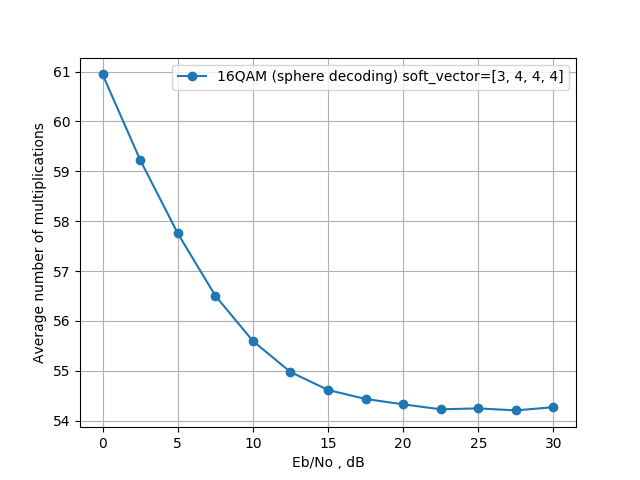 16QAM (sphere decoding) soft_vector=[3, 4, 4, 4]
61
60
59
58
57
56
55
54
Average number of multiplications
0 5 10 15 20 25 30
Eb/No , dB